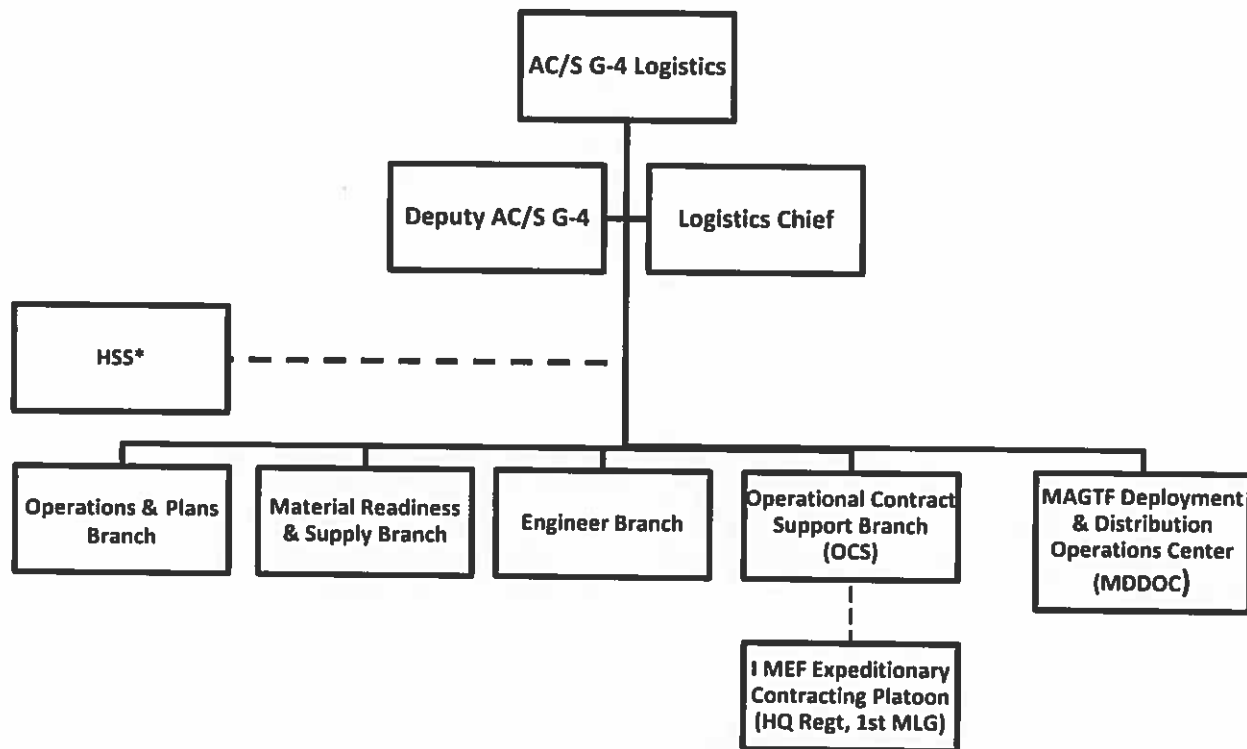 AC/S G-4 Logistics
Deputy AC/S G-4
Logistics Chief
HSS*
Operations & Plans
Branch
Material Readiness
& Supply Branch
Engineer Branch
Operational Contract
Support Branch
(OCS)
MAGTF Deployment
& Distribution
Operations Center
(MDDOC)
I MEF Expeditionary
Contracting Platoon
(HQ Regt, 1st MLG)